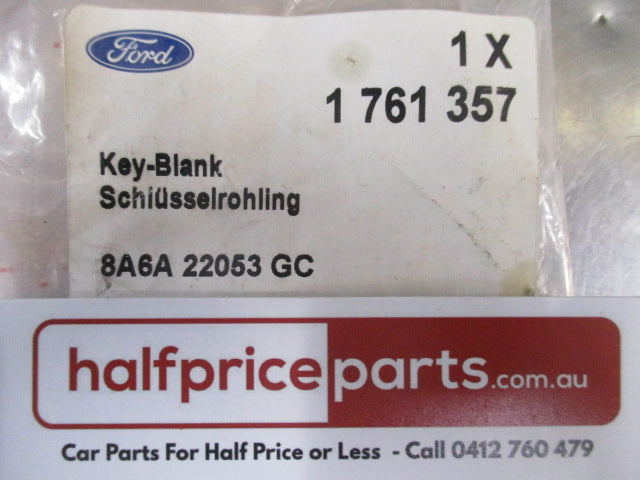 Ford
1 X
1 761 357
Key-Blank
Schlüsselrohling
8A6A 22053 GC
halfpriceparts.com.au
Car Parts For Half Price or Less - Call 0412 760 479